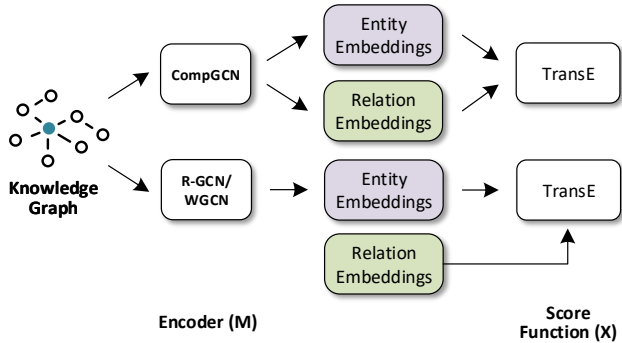 Entity
Embeddings
CompGCN
TransE
Relation
Embeddings
Knowledge
Graph
R-GCN/
WGCN
Entity
Embeddings
TransE
Relation
Embeddings
Encoder (M)
Score
Function (X)